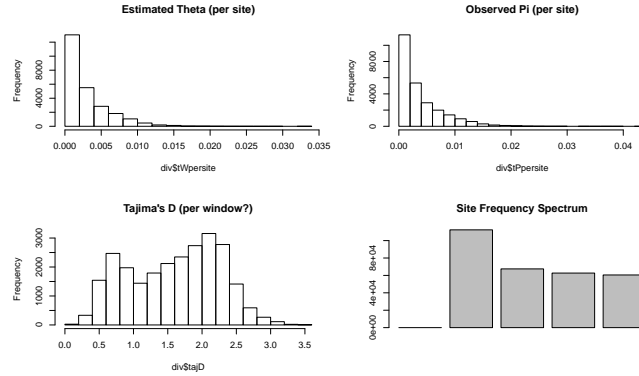 Estimated Theta (per site)
Frequency
0 4000 8000
0.000 0.005 0.010 0.015 0.020 0.025 0.030 0.035
div$tWpersite
Observed Pi (per site)
Frequency
0 4000 8000
0.00 0.01 0.02 0.03 0.04
div$tPpersite
Tajima's D (per window?)
Frequency
0 1000 2000 3000
0.0 0.5 1.0 1.5 2.0 2.5 3.0 3.5
div$tajD
Site Frequency Spectrum
0e+00 4e+04 8e+04